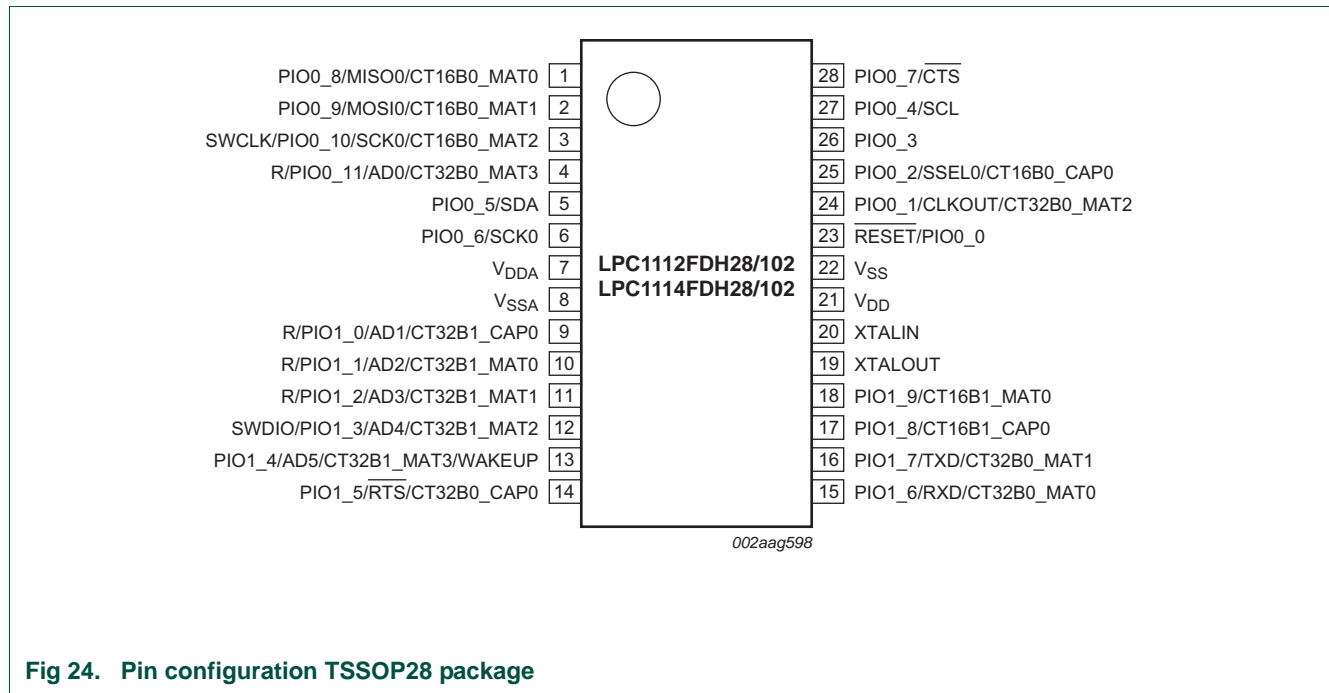 PIO0_8/MISO0/CT16B0_MAT0 1
PIO0_9/MOSI0/CT16B0_MAT1 2
SWCLK/PIO0_10/SCK0/CT16B0_MAT2 3
R/PIO0_11/AD0/CT32B0_MAT3 4
PIO0_5/SDA 5
PIO0_6/SCK0 6
VDDA 7
VSSA 8
R/PIO1_0/AD1/CT32B1_CAP0 9
R/PIO1_1/AD2/CT32B1_MAT0 10
R/PIO1_2/AD3/CT32B1_MAT1 11
SWDIO/PIO1_3/AD4/CT32B1_MAT2 12
PIO1_4/AD5/CT32B1_MAT3/WAKEUP 13
PIO1_5/RTS/CT32B0_CAP0 14
LPC1112FDH28/102
LPC1114FDH28/102
28 PIO0_7/CTS
27 PIO0_4/SCL
26 PIO0_3
25 PIO0_2/SSEL0/CT16B0_CAP0
24 PIO0_1/CLKOUT/CT32B0_MAT2
23 RESET/PIO0_0
22 VSS
21 VDD
20 XTALIN
19 XTALOUT
18 PIO1_9/CT16B1_MAT0
17 PIO1_8/CT16B1_CAP0
16 PIO1_7/TXD/CT32B0_MAT1
15 PIO1_6/RXD/CT32B0_MAT0
002aag598
Fig 24. Pin configuration TSSOP28 package